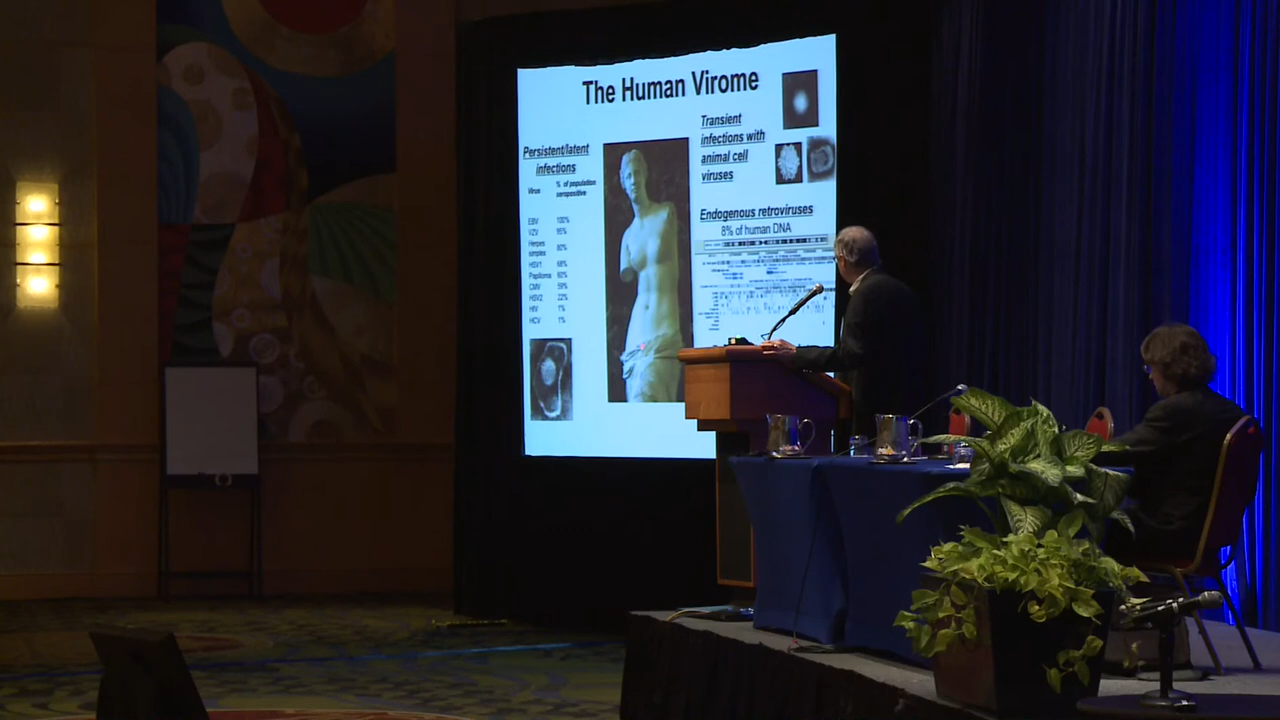 The Human Virome
Persistent/latent
infections
Virus % of population
seropositive
EBV 100%
VZV 95%
Herpes
simplex 80%
HSV1 68%
Papilloma 60%
CMV 59%
HSV2 22%
HIV 1%
HCV 1%
Transient
infections with
animal cell
viruses
Endogenous retroviruses
8% of human DNA